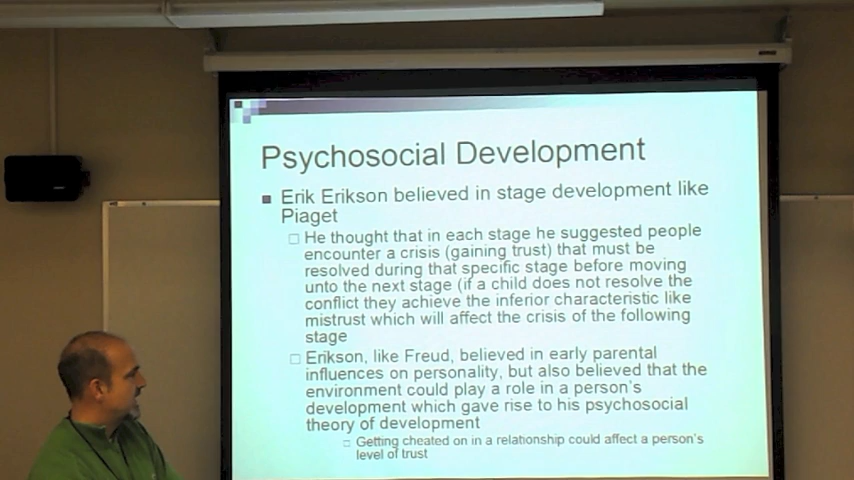 Psychosocial Development
Erik Erikson believed in stage development like
Piaget
He thought that in each stage he suggested people
encounter a crisis (gaining trust) that must be
resolved during that specific stage before moving
unto the next stage (if a child does not resolve the
conflict they achieve the inferior characteristic like
mistrust which will affect the crisis of the following
stage
Erikson, like Freud, believed in early parental
influences on personality, but also believed that the
environment could play a role in a person's
development which gave rise to his psychosocial
theory of development
Getting cheated on in a relationship could affect a person's
level of trust